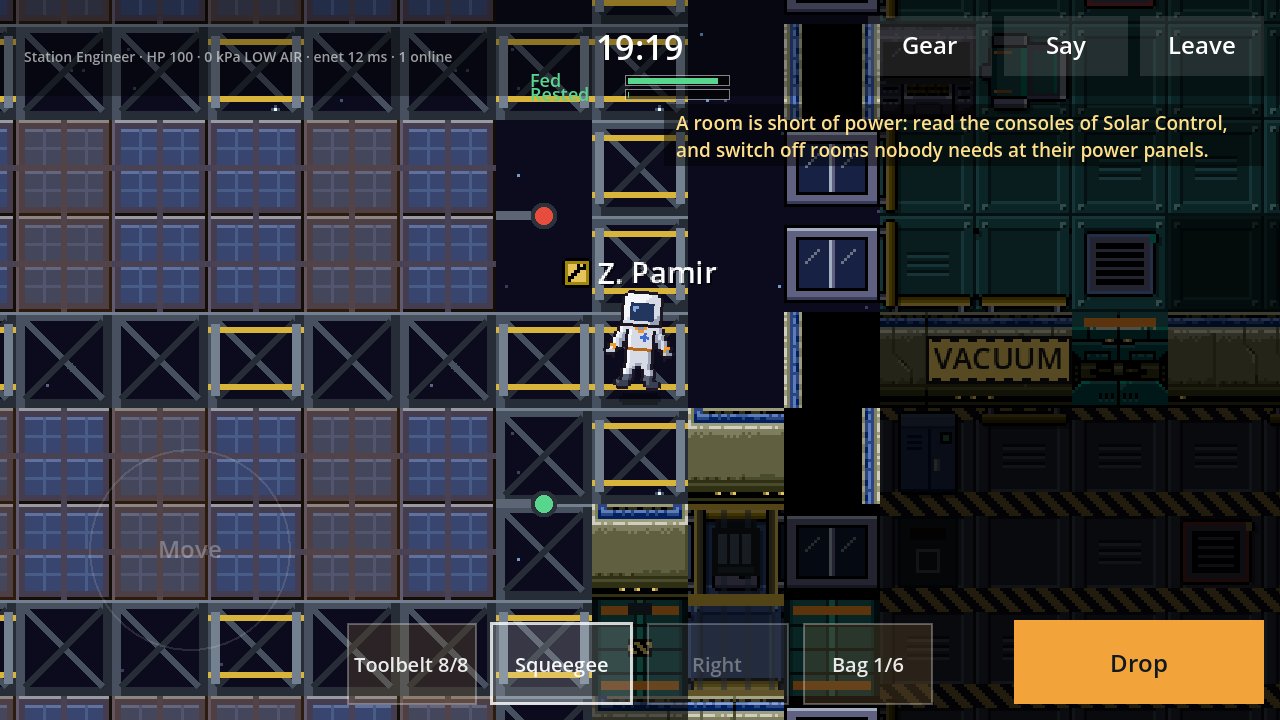 Station Engineer · HP 100 · 0 kPa LOW AIR · enet 12 ms · 1 online
19:19
Gear
Say
Leave
Fed
Rested
A room is short of power: read the consoles of Solar Control,
and switch off rooms nobody needs at their power panels.
Z. Pamir
VACUUM
Move
Toolbelt 8/8
Squeegee
Right
Bag 1/6
Drop